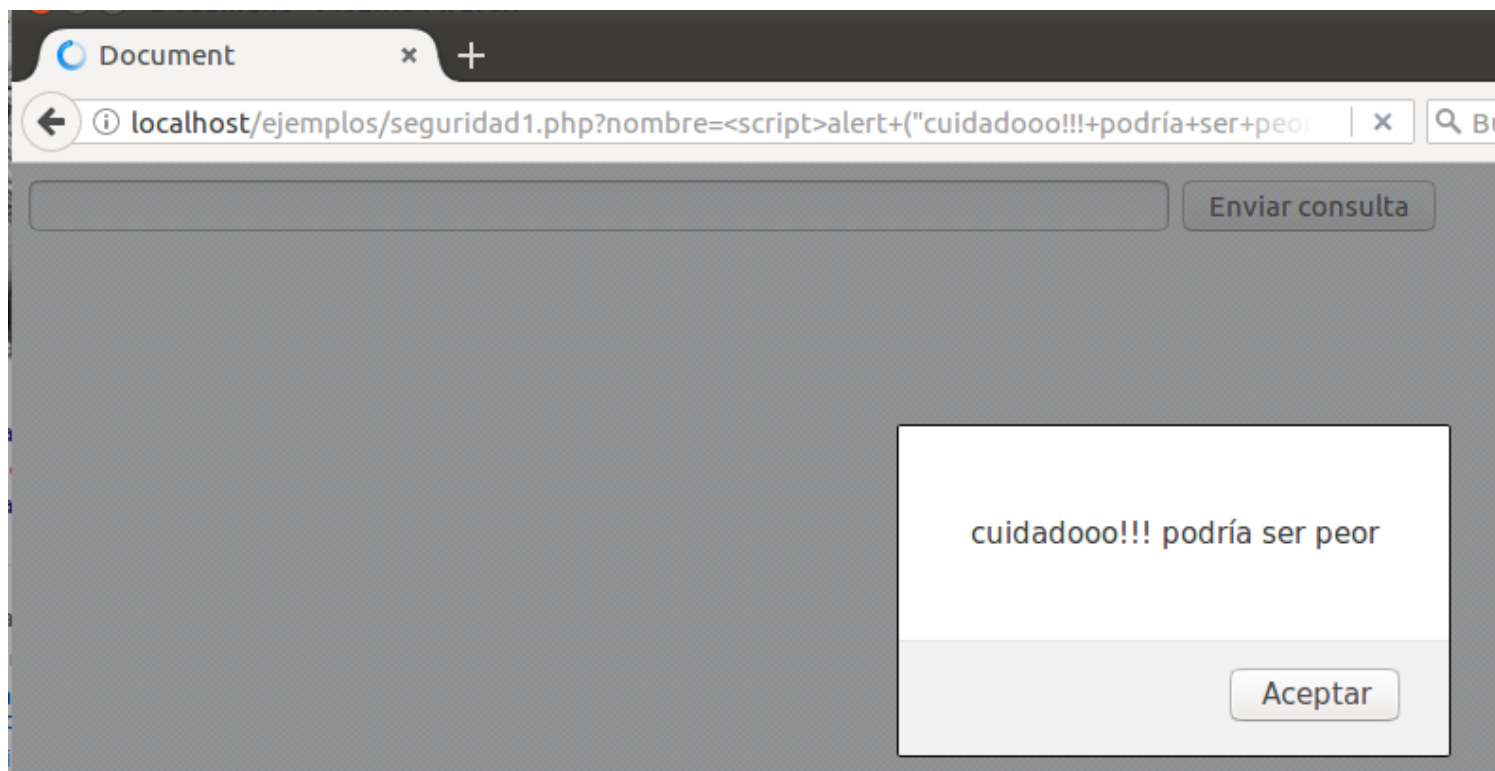 Document
localhost/ejemplos/seguridad1.php?nombre=<script>alert+("cuidadooo!!!+podría+ser+peor
Enviar consulta
cuidadooo!!! podría ser peor
Aceptar